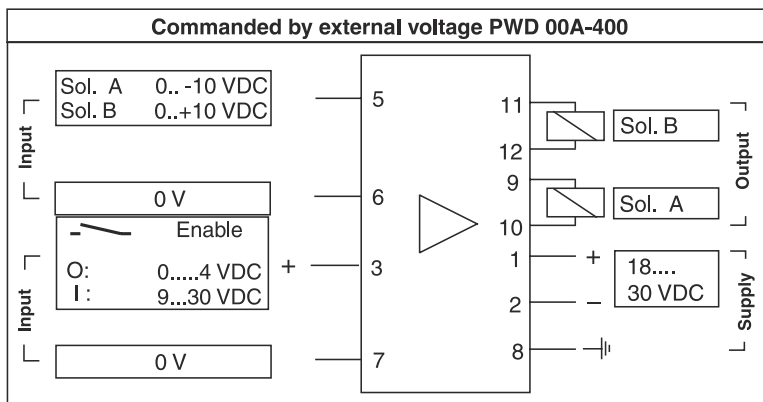 Commanded by external voltage PWD 00A-400
Input
Sol. A 0.. -10 VDC
Sol. B 0..+10 VDC
5
0 V
6
Input
Enable
O: 0.....4 VDC
I : 9...30 VDC
+
3
0 V
7
11
12
Sol. B
9
10
Sol. A
Output
1 +
2 –
18....
30 VDC
8
Supply